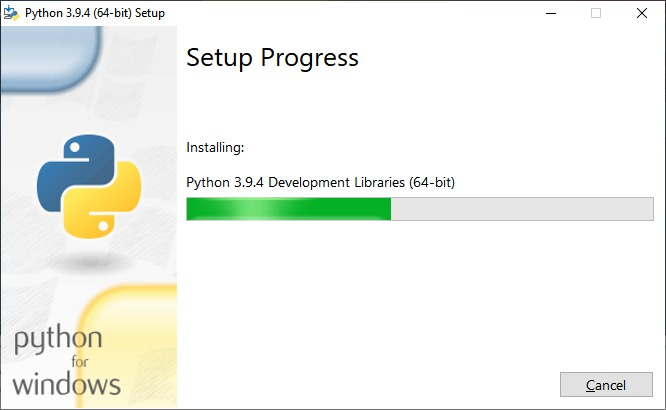 Python 3.9.4 (64-bit) Setup
Setup Progress
Installing:
Python 3.9.4 Development Libraries (64-bit)
python
for
windows
Cancel